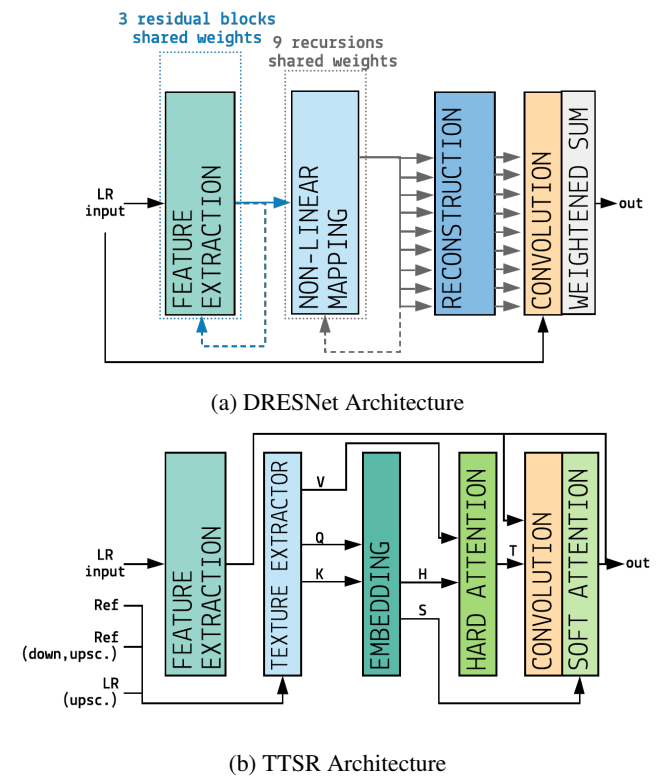 3 residual blocks
shared weights
9 recursions
shared weights
LR
input
FEATURE
EXTRACTION
NON-LINEAR
MAPPING
RECONSTRUCTION
CONVOLUTION
WEIGHTENED SUM
out
(a) DRESNet Architecture
LR
input
Ref
Ref
(down,upsc.)
LR
(upsc.)
FEATURE
EXTRACTION
TEXTURE EXTRACTOR
V
Q
K
EMBEDDING
H
S
HARD ATTENTION
T
CONVOLUTION
SOFT ATTENTION
out
(b) TTSR Architecture